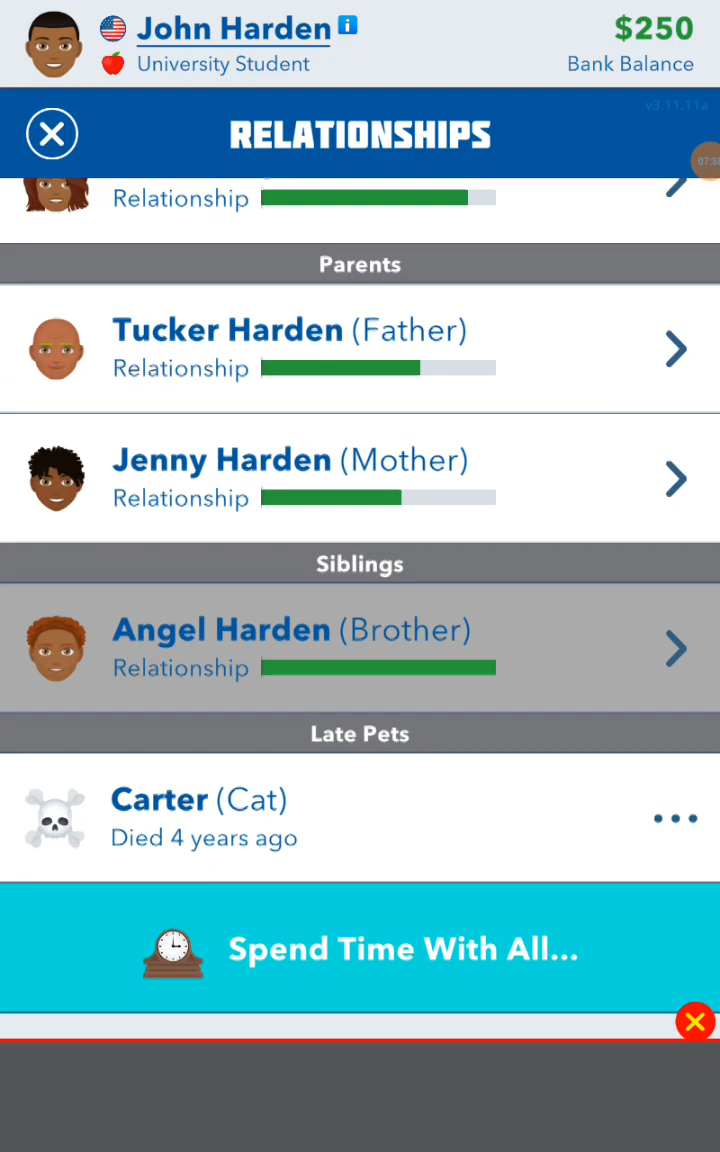 John Harden
$250
University Student
Bank Balance
v3.11.11a
RELATIONSHIPS
Relationship
Parents
Tucker Harden (Father)
Relationship
Jenny Harden (Mother)
Relationship
Siblings
Angel Harden (Brother)
Relationship
Late Pets
Carter (Cat)
Died 4 years ago
Spend Time With All...